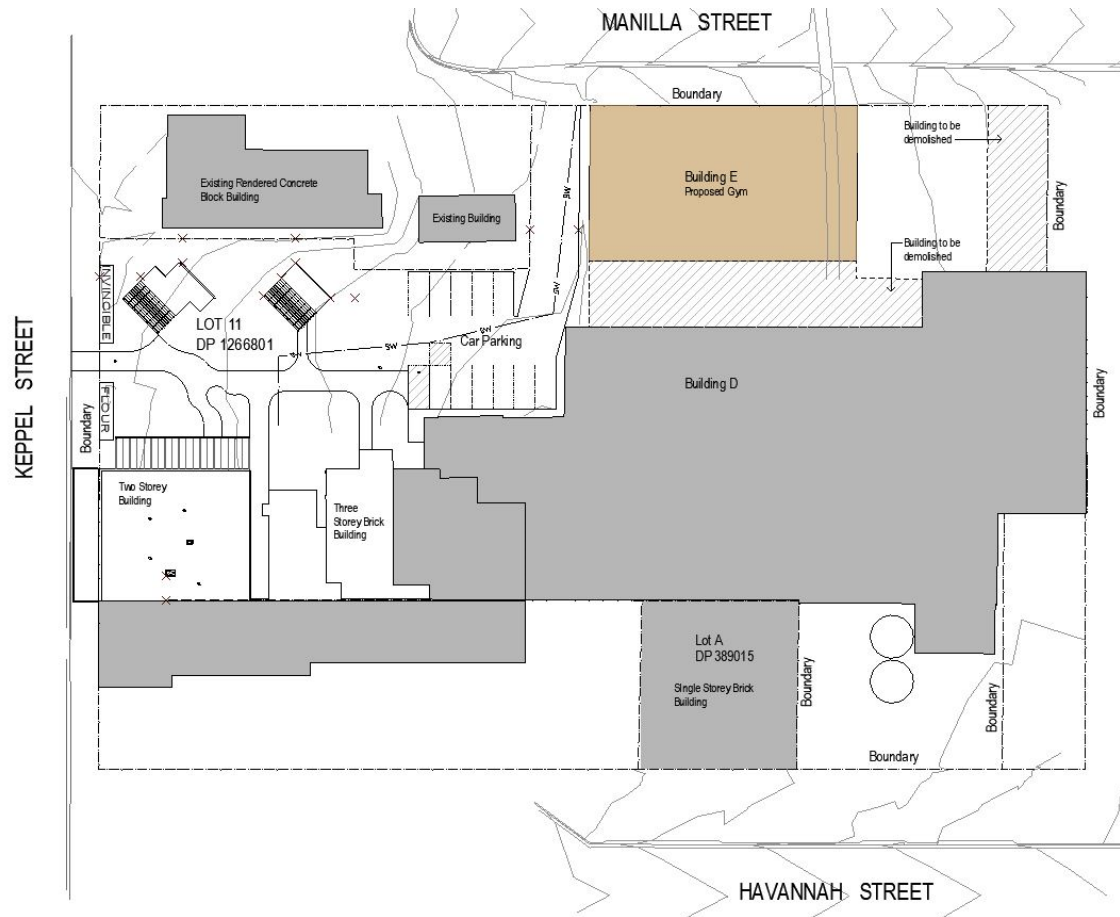 MANILLA STREET
Boundary
Building to be
demolished
Building E
Proposed Gym
Existing Rendered Concrete
Block Building
Existing Building
Boundary
SW
Building to be
demolished
INVINCIBLE
SW
LOT 11
DP 1266801
SW
Car Parking
SW
KEPPEL STREET
Building D
Boundary
FLOUR
Boundary
Two Storey
Building
Three
Storey Brick
Building
Lot A
DP 389015
Single Storey Brick
Building
Boundary
Boundary
Boundary
HAVANNAH STREET